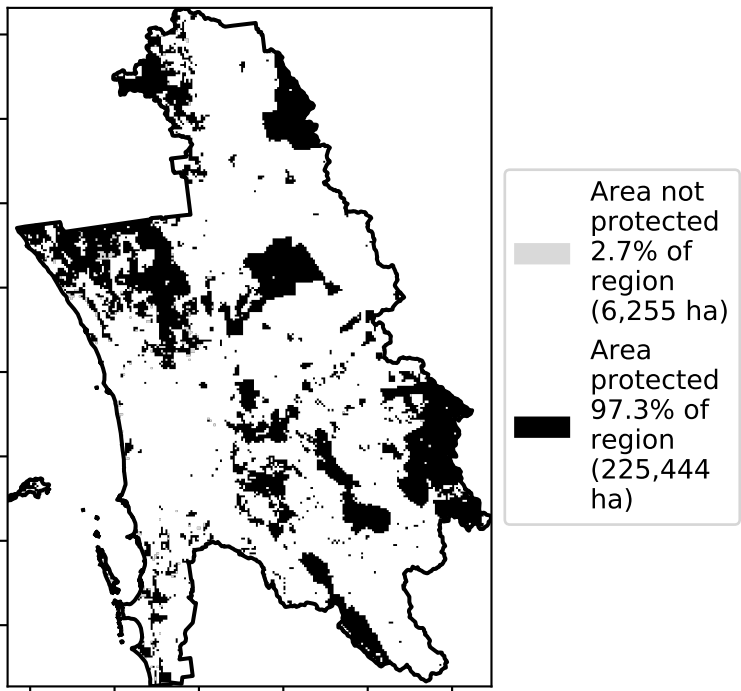 Area not
protected
2.7% of
region
(6,255 ha)
Area
protected
97.3% of
region
(225,444
ha)